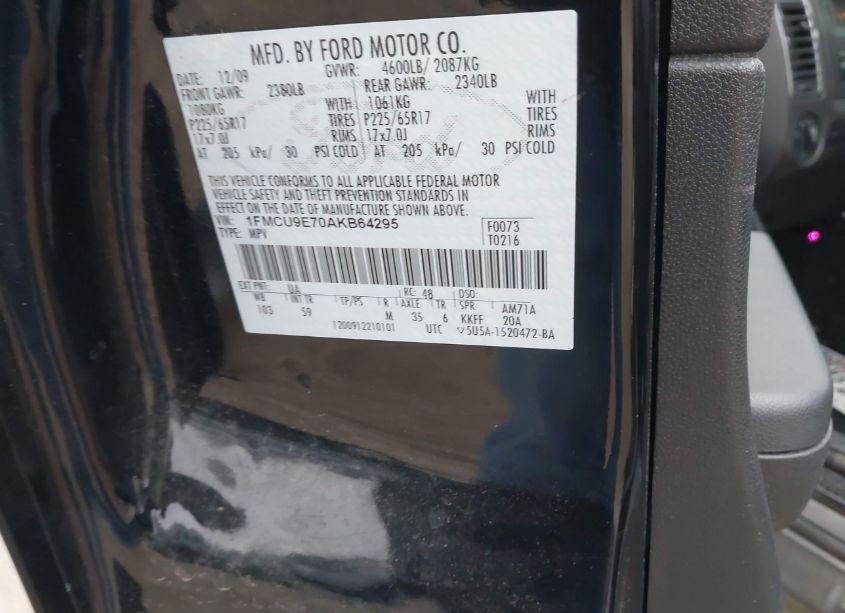 MFD. BY FORD MOTOR CO.
DATE: 12/09 GVWR: 4600LB/ 2087KG
FRONT GAWR: 2380LB REAR GAWR: 2340LB
1080KG WITH 1061KG WITH
P225/65R17 TIRES P225/65R17 TIRES
17x7.0J RIMS 17x7.0J RIMS
AT 205 kPa/ 30 PSI COLD AT 205 kPa/ 30 PSI COLD
THIS VEHICLE CONFORMS TO ALL APPLICABLE FEDERAL MOTOR
VEHICLE SAFETY AND THEFT PREVENTION STANDARDS IN
EFFECT ON THE DATE OF MANUFACTURE SHOWN ABOVE.
VIN: 1FMCU9E70AKB64295 F0073
TYPE: MPV T0216
EXT PNT: UA RC: 48 DSO:
WB INT TR TP/PS R AXLE TR SPR AM71A
103 59 M 35 6 KKFF 20A
1200912210101 UTC 5U5A-1520472-BA